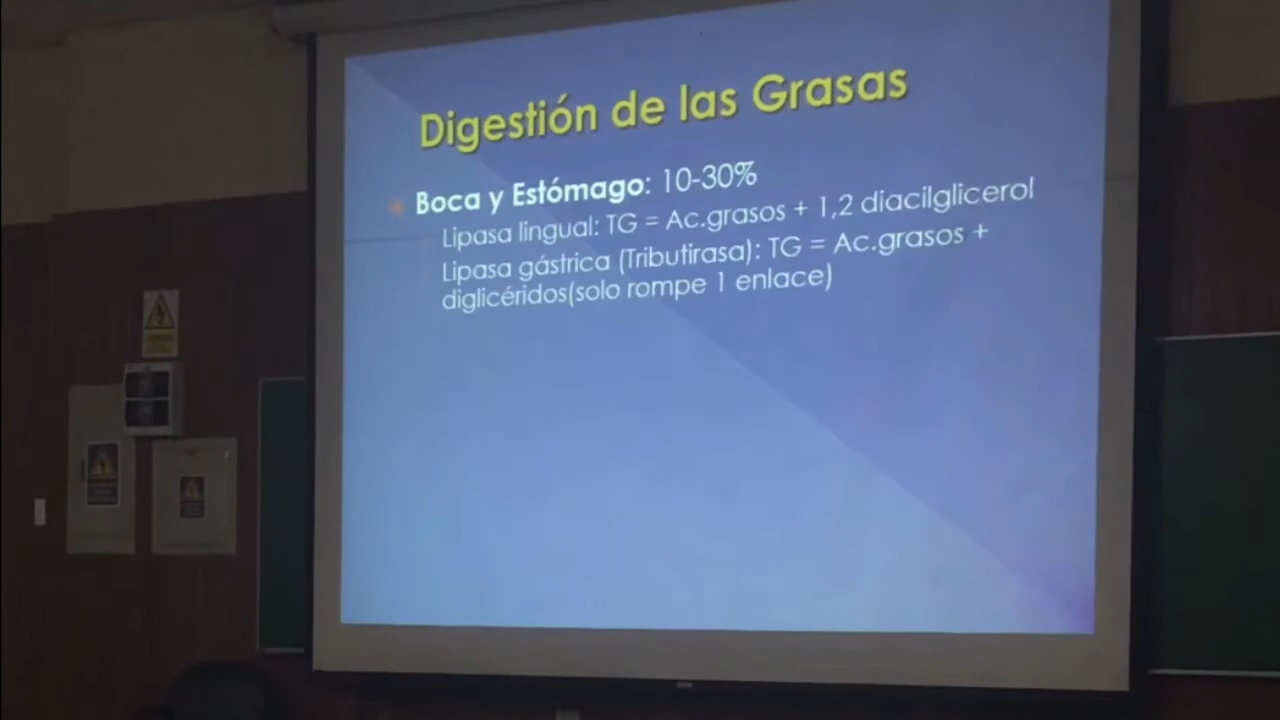 Digestión de las Grasas
Boca y Estómago: 10-30%
Lipasa lingual: TG = Ac.grasos + 1,2 diacilglicerol
Lipasa gástrica (Tributirasa): TG = Ac.grasos +
diglicéridos(solo rompe 1 enlace)